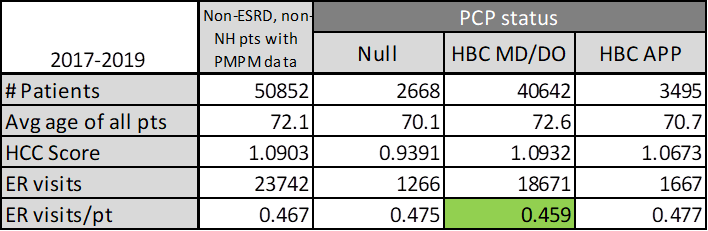 2017-2019 Non-ESRD, non-NH pts with PMPM data PCP status
Null HBC MD/DO HBC APP
# Patients 50852 2668 40642 3495
Avg age of all pts 72.1 70.1 72.6 70.7
HCC Score 1.0903 0.9391 1.0932 1.0673
ER visits 23742 1266 18671 1667
ER visits/pt 0.467 0.475 0.459 0.477